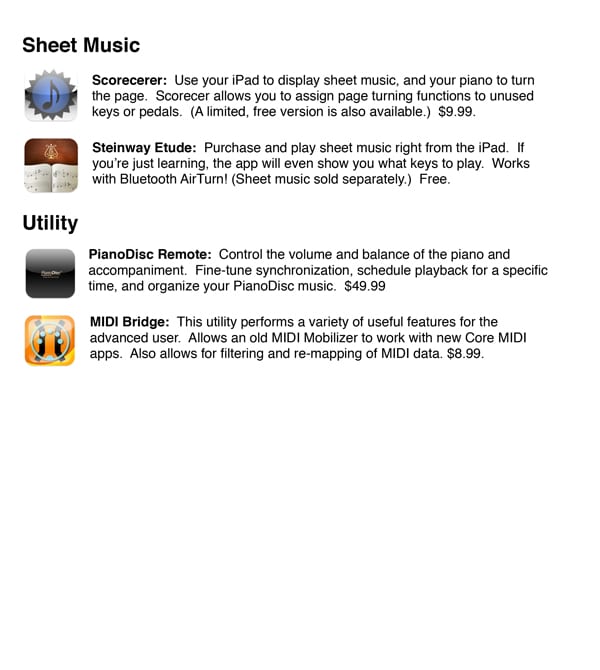 Sheet Music
Scorecerer:  Use your iPad to display sheet music, and your piano to turn
the page.  Scorecer allows you to assign page turning functions to unused
keys or pedals.  (A limited, free version is also available.)  $9.99.
Steinway Etude:  Purchase and play sheet music right from the iPad.  If
you're just learning, the app will even show you what keys to play.  Works
with Bluetooth AirTurn! (Sheet music sold separately.)  Free.
Utility
PianoDisc
PianoDisc Remote:  Control the volume and balance of the piano and
accompaniment.  Fine-tune synchronization, schedule playback for a specific
time, and organize your PianoDisc music.  $49.99
MIDI Bridge:  This utility performs a variety of useful features for the
advanced user.  Allows an old MIDI Mobilizer to work with new Core MIDI
apps.  Also allows for filtering and re-mapping of MIDI data. $8.99.